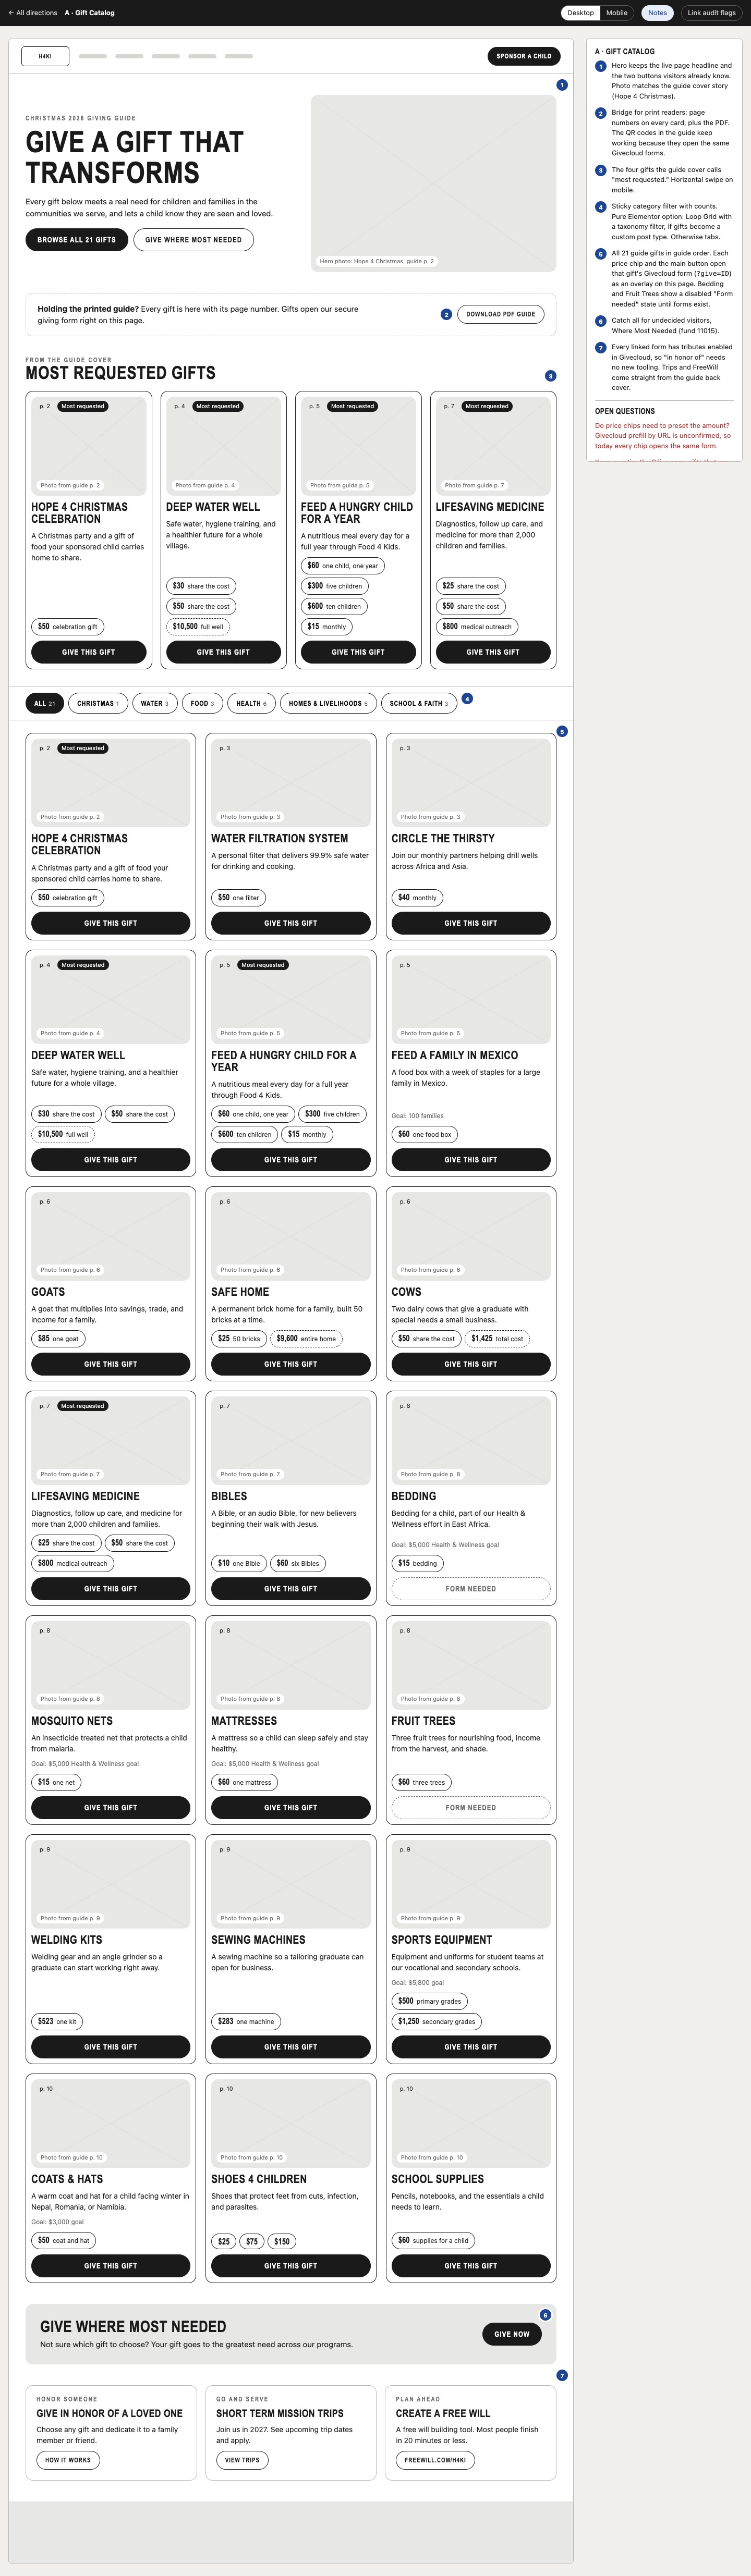 ← All directions
A · Gift Catalog
Desktop
Mobile
Notes
Link audit flags
H4KI
SPONSOR A CHILD
1
CHRISTMAS 2026 GIVING GUIDE
GIVE A GIFT THAT
TRANSFORMS
Every gift below meets a real need for children and families in the
communities we serve, and lets a child know they are seen and loved.
BROWSE ALL 21 GIFTS
GIVE WHERE MOST NEEDED
Hero photo: Hope 4 Christmas, guide p. 2
Holding the printed guide? Every gift is here with its page number. Gifts open our secure
giving form right on this page.
2
DOWNLOAD PDF GUIDE
FROM THE GUIDE COVER
MOST REQUESTED GIFTS
3
p. 2
Most requested
Photo from guide p. 2
HOPE 4 CHRISTMAS
CELEBRATION
A Christmas party and a gift of
food your sponsored child carries
home to share.
$50 celebration gift
GIVE THIS GIFT
p. 4
Most requested
Photo from guide p. 4
DEEP WATER WELL
Safe water, hygiene training, and
a healthier future for a whole
village.
$30 share the cost
$50 share the cost
$10,500 full well
GIVE THIS GIFT
p. 5
Most requested
Photo from guide p. 5
FEED A HUNGRY CHILD
FOR A YEAR
A nutritious meal every day for a
full year through Food 4 Kids.
$60 one child, one year
$300 five children
$600 ten children
$15 monthly
GIVE THIS GIFT
p. 7
Most requested
Photo from guide p. 7
LIFESAVING MEDICINE
Diagnostics, follow up care, and
medicine for more than 2,000
children and families.
$25 share the cost
$50 share the cost
$800 medical outreach
GIVE THIS GIFT
ALL 21
CHRISTMAS 1
WATER 3
FOOD 3
HEALTH 6
HOMES & LIVELIHOODS 5
SCHOOL & FAITH 3
4
5
p. 2
Most requested
Photo from guide p. 2
HOPE 4 CHRISTMAS
CELEBRATION
A Christmas party and a gift of food your
sponsored child carries home to share.
$50 celebration gift
GIVE THIS GIFT
p. 3
Photo from guide p. 3
WATER FILTRATION SYSTEM
A personal filter that delivers 99.9% safe water
for drinking and cooking.
$50 one filter
GIVE THIS GIFT
p. 3
Photo from guide p. 3
CIRCLE THE THIRSTY
Join our monthly partners helping drill wells
across Africa and Asia.
$40 monthly
GIVE THIS GIFT
p. 4
Most requested
Photo from guide p. 4
DEEP WATER WELL
Safe water, hygiene training, and a healthier
future for a whole village.
$30 share the cost
$50 share the cost
$10,500 full well
GIVE THIS GIFT
p. 5
Most requested
Photo from guide p. 5
FEED A HUNGRY CHILD FOR A
YEAR
A nutritious meal every day for a full year
through Food 4 Kids.
$60 one child, one year
$300 five children
$600 ten children
$15 monthly
GIVE THIS GIFT
p. 5
Photo from guide p. 5
FEED A FAMILY IN MEXICO
A food box with a week of staples for a large
family in Mexico.
Goal: 100 families
$60 one food box
GIVE THIS GIFT
p. 6
Photo from guide p. 6
GOATS
A goat that multiplies into savings, trade, and
income for a family.
$85 one goat
GIVE THIS GIFT
p. 6
Photo from guide p. 6
SAFE HOME
A permanent brick home for a family, built 50
bricks at a time.
$25 50 bricks
$9,600 entire home
GIVE THIS GIFT
p. 6
Photo from guide p. 6
COWS
Two dairy cows that give a graduate with
special needs a small business.
$50 share the cost
$1,425 total cost
GIVE THIS GIFT
p. 7
Most requested
Photo from guide p. 7
LIFESAVING MEDICINE
Diagnostics, follow up care, and medicine for
more than 2,000 children and families.
$25 share the cost
$50 share the cost
$800 medical outreach
GIVE THIS GIFT
p. 7
Photo from guide p. 7
BIBLES
A Bible, or an audio Bible, for new believers
beginning their walk with Jesus.
$10 one Bible
$60 six Bibles
GIVE THIS GIFT
p. 8
Photo from guide p. 8
BEDDING
Bedding for a child, part of our Health &
Wellness effort in East Africa.
Goal: $5,000 Health & Wellness goal
$15 bedding
FORM NEEDED
p. 8
Photo from guide p. 8
MOSQUITO NETS
An insecticide treated net that protects a child
from malaria.
Goal: $5,000 Health & Wellness goal
$15 one net
GIVE THIS GIFT
p. 8
Photo from guide p. 8
MATTRESSES
A mattress so a child can sleep safely and stay
healthy.
Goal: $5,000 Health & Wellness goal
$60 one mattress
GIVE THIS GIFT
p. 8
Photo from guide p. 8
FRUIT TREES
Three fruit trees for nourishing food, income
from the harvest, and shade.
$60 three trees
FORM NEEDED
p. 9
Photo from guide p. 9
WELDING KITS
Welding gear and an angle grinder so a
graduate can start working right away.
$523 one kit
GIVE THIS GIFT
p. 9
Photo from guide p. 9
SEWING MACHINES
A sewing machine so a tailoring graduate can
open for business.
$283 one machine
GIVE THIS GIFT
p. 9
Photo from guide p. 9
SPORTS EQUIPMENT
Equipment and uniforms for student teams at
our vocational and secondary schools.
Goal: $5,800 goal
$500 primary grades
$1,250 secondary grades
GIVE THIS GIFT
p. 10
Photo from guide p. 10
COATS & HATS
A warm coat and hat for a child facing winter in
Nepal, Romania, or Namibia.
Goal: $3,000 goal
$50 coat and hat
GIVE THIS GIFT
p. 10
Photo from guide p. 10
SHOES 4 CHILDREN
Shoes that protect feet from cuts, infection,
and parasites.
$25
$75
$150
GIVE THIS GIFT
p. 10
Photo from guide p. 10
SCHOOL SUPPLIES
Pencils, notebooks, and the essentials a child
needs to learn.
$60 supplies for a child
GIVE THIS GIFT
GIVE WHERE MOST NEEDED
Not sure which gift to choose? Your gift goes to the greatest need across our programs.
6
GIVE NOW
7
HONOR SOMEONE
GIVE IN HONOR OF A LOVED ONE
Choose any gift and dedicate it to a family
member or friend.
HOW IT WORKS
GO AND SERVE
SHORT TERM MISSION TRIPS
Join us in 2027. See upcoming trip dates
and apply.
VIEW TRIPS
PLAN AHEAD
CREATE A FREE WILL
A free will building tool. Most people finish
in 20 minutes or less.
FREEWILL.COM/H4KI
A · GIFT CATALOG
1 Hero keeps the live page headline and
the two buttons visitors already know.
Photo matches the guide cover story
(Hope 4 Christmas).
2 Bridge for print readers: page
numbers on every card, plus the PDF.
The QR codes in the guide keep
working because they open the same
Givecloud forms.
3 The four gifts the guide cover calls
"most requested." Horizontal swipe on
mobile.
4 Sticky category filter with counts.
Pure Elementor option: Loop Grid with
a taxonomy filter, if gifts become a
custom post type. Otherwise tabs.
5 All 21 guide gifts in guide order. Each
price chip and the main button open
that gift's Givecloud form (?give=ID)
as an overlay on this page. Bedding
and Fruit Trees show a disabled "Form
needed" state until forms exist.
6 Catch all for undecided visitors,
Where Most Needed (fund 11015).
7 Every linked form has tributes enabled
in Givecloud, so "in honor of" needs
no new tooling. Trips and FreeWill
come straight from the guide back
cover.
OPEN QUESTIONS
Do price chips need to preset the amount?
Givecloud prefill by URL is unconfirmed, so
today every chip opens the same form.